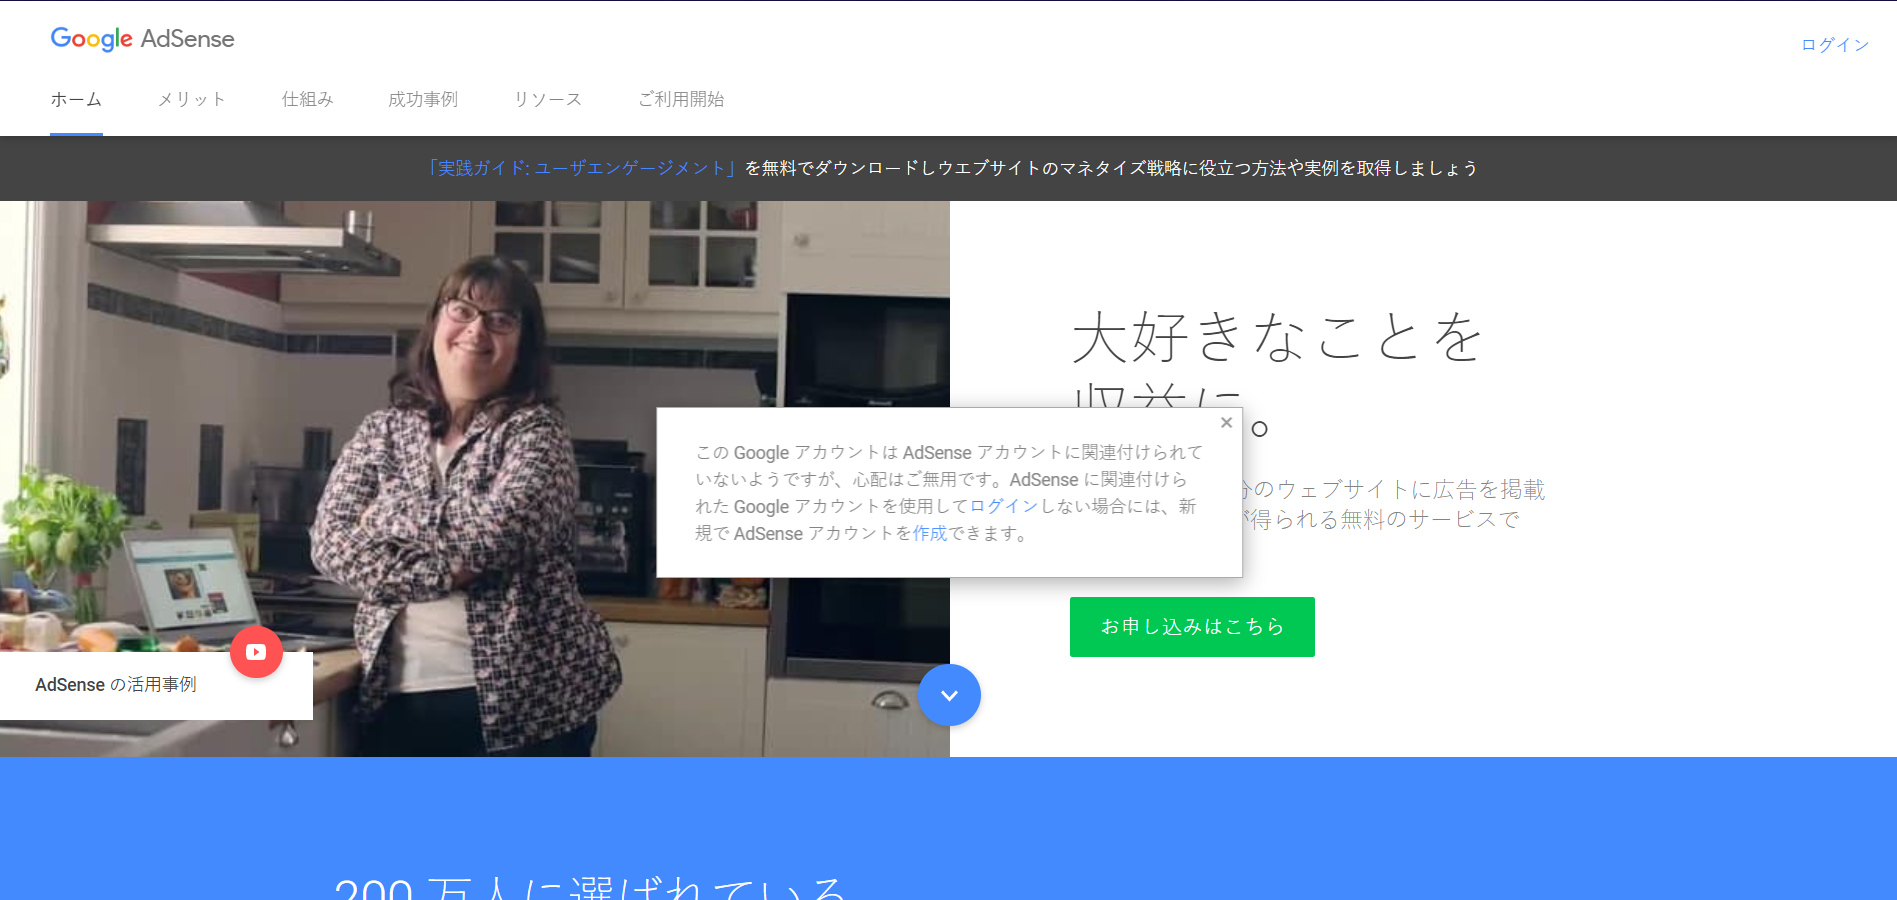 Google AdSense
ログイン
ホーム
メリット
仕組み
成功事例
リソース
ご利用開始
「実践ガイド: ユーザエンゲージメント」を無料でダウンロードしウエブサイトのマネタイズ戦略に役立つ方法や実例を取得しましょう
大好きなことを
収益に。
この Google アカウントは AdSense アカウントに関連付けられて
いないようですが、心配はご無用です。AdSense に関連付けら
れた Google アカウントを使用してログインしない場合には、新
規で AdSense アカウントを作成できます。
のウェブサイトに広告を掲載
得られる無料のサービスで
お申し込みはこちら
AdSense の活用事例
200 万人に選ばれている